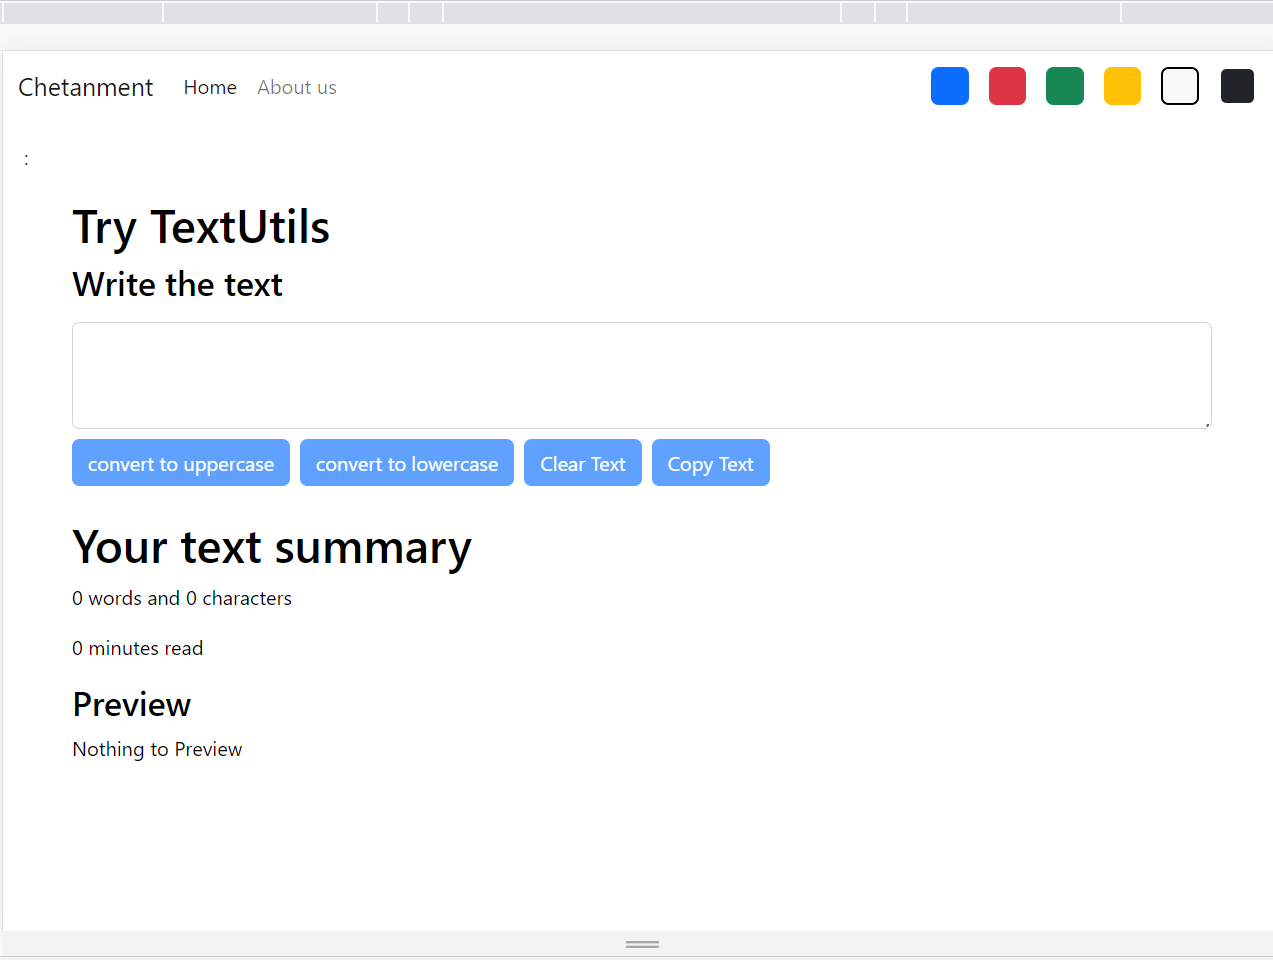 Chetanment Home About us
:
Try TextUtils
Write the text
convert to uppercase convert to lowercase Clear Text Copy Text
Your text summary
0 words and 0 characters
0 minutes read
Preview
Nothing to Preview